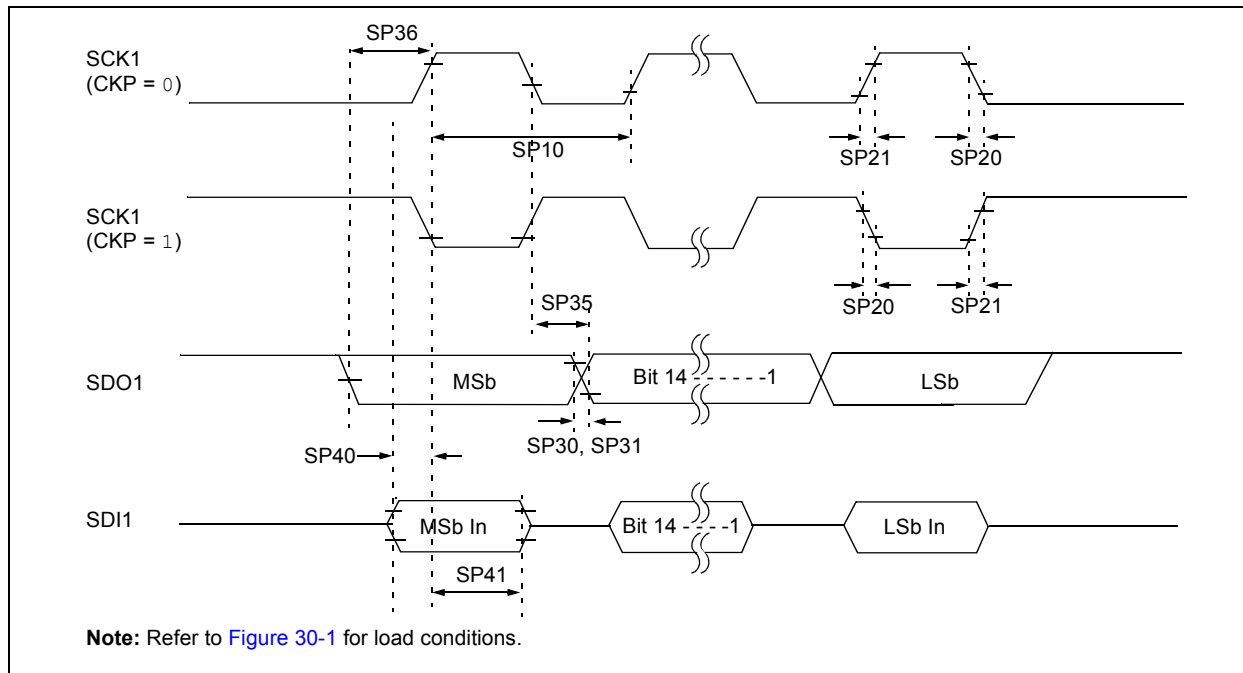 SP36
SCK1
(CKP = 0)
SP10
SP21
SP20
SCK1
(CKP = 1)
SP35
SP20
SP21
SDO1
MSb
Bit 14 - - - - - -1
LSb
SP30, SP31
SP40
SDI1
MSb In
Bit 14 - - - -1
LSb In
SP41
Note: Refer to Figure 30-1 for load conditions.